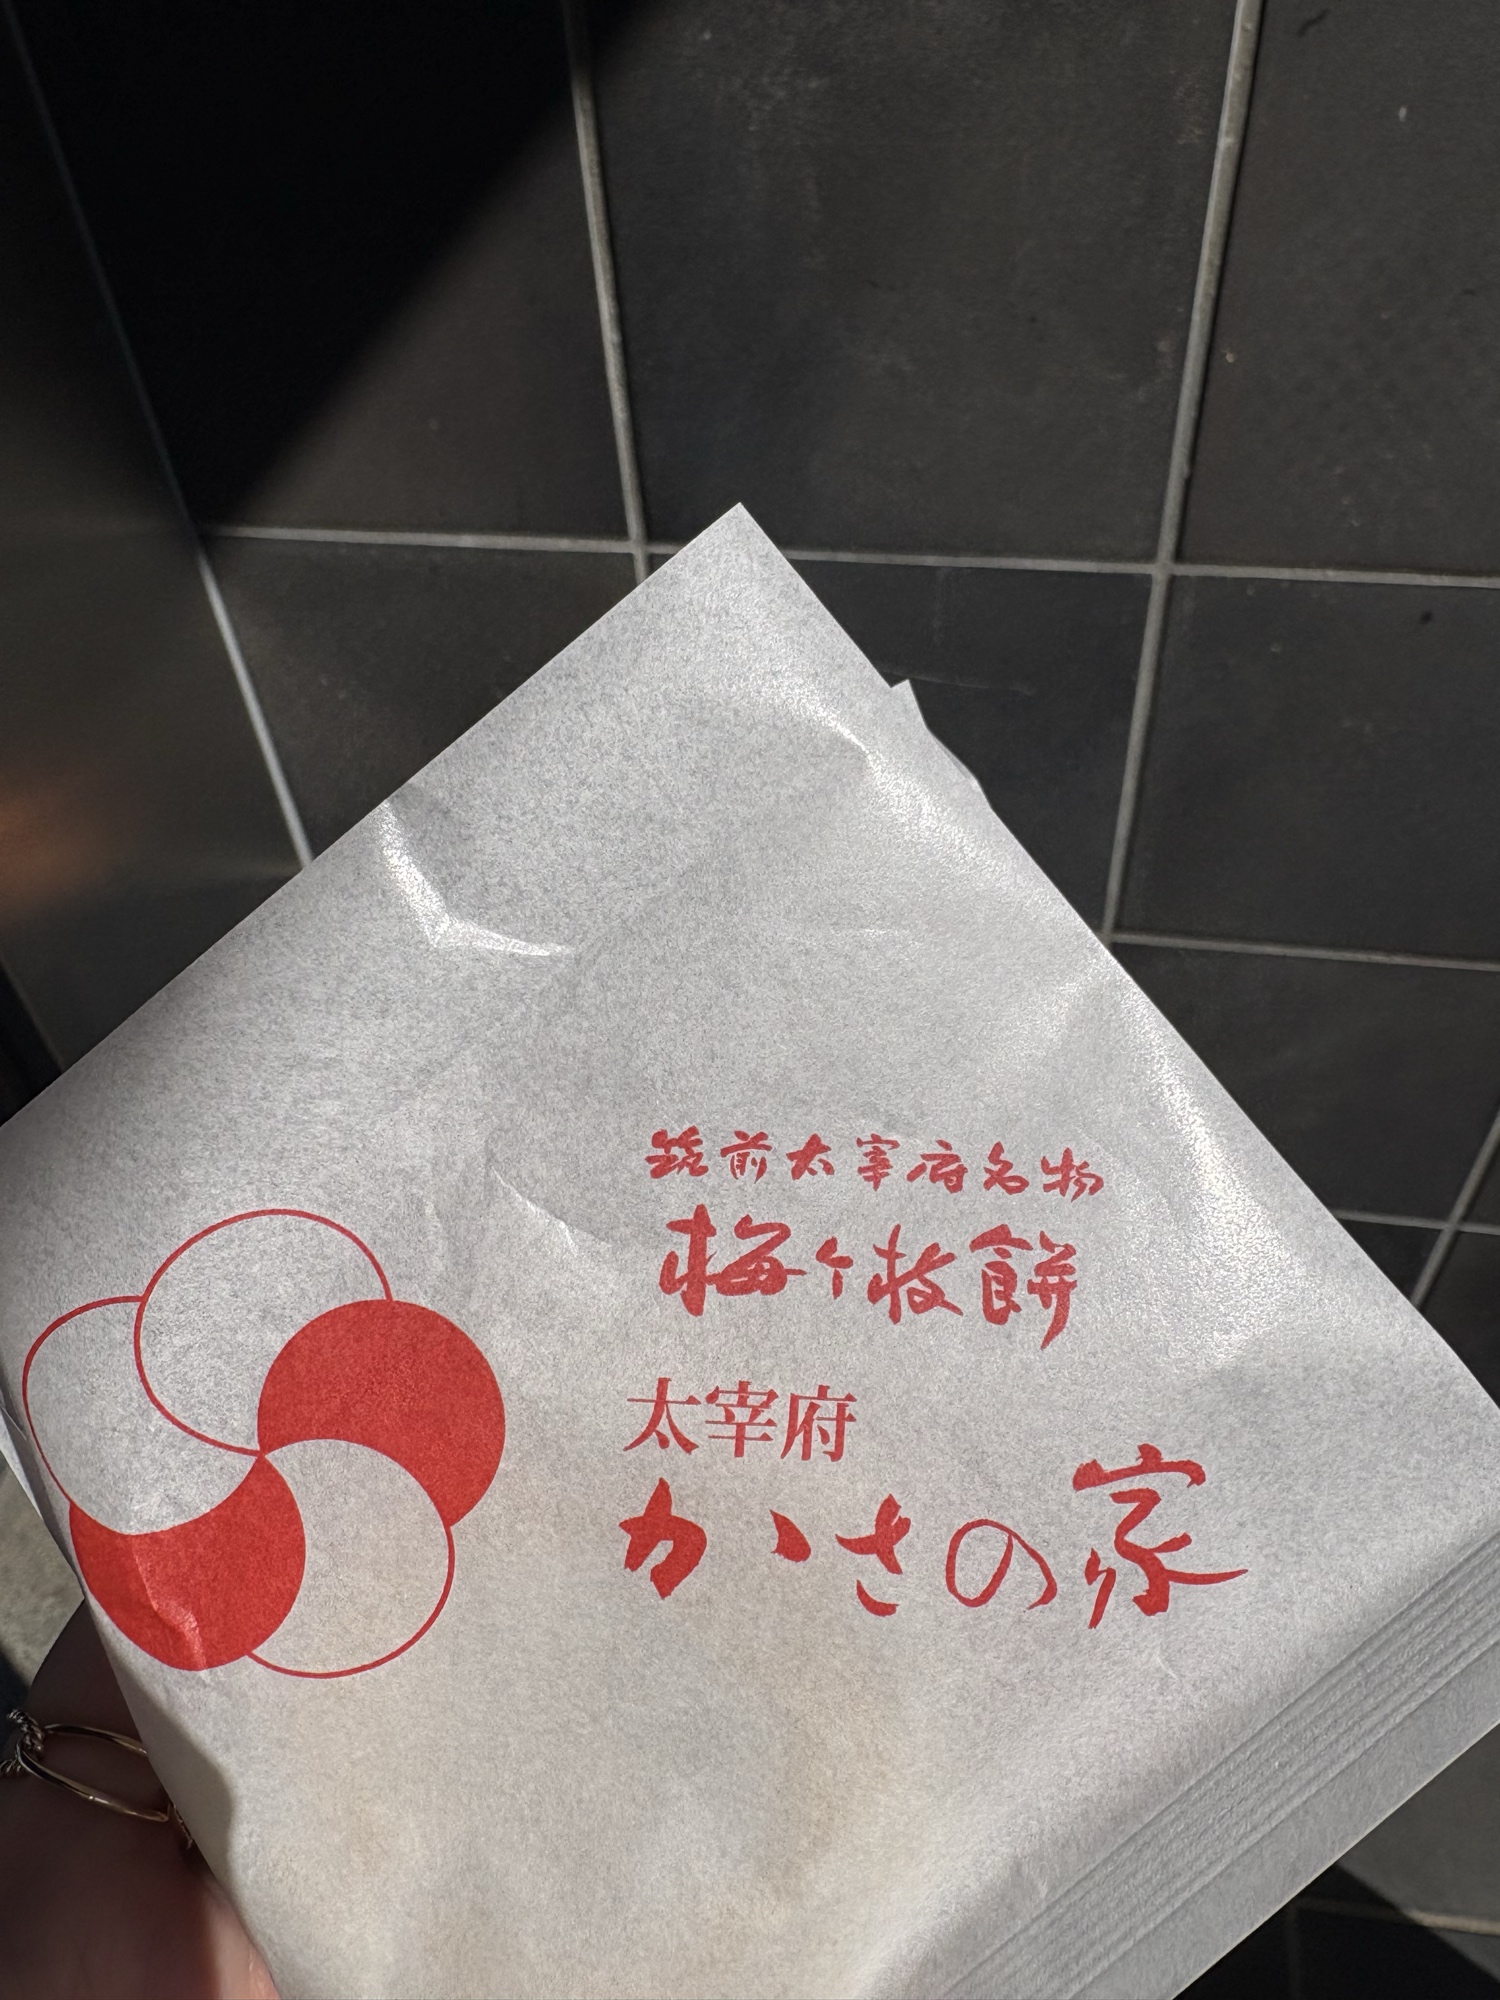 筑前太宰府名物
梅ヶ枝餅
太宰府
かさの家